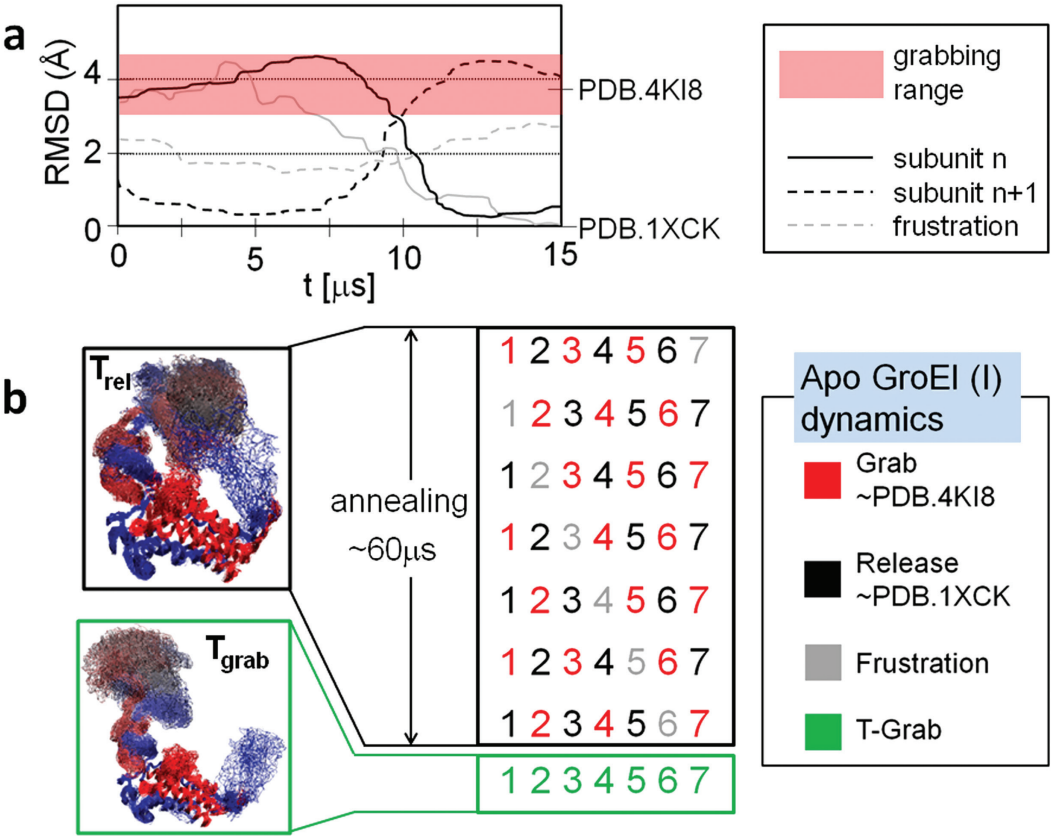 a
RMSD (Å)
4
2
0
0
5
10
15
t [μs]
PDB.4KI8
PDB.1XCK
grabbing
range
subunit n
subunit n+1
frustration
b
Trel
Tgrab
annealing
~60μs
1 2 3 4 5 6 7
1 2 3 4 5 6 7
1 2 3 4 5 6 7
1 2 3 4 5 6 7
1 2 3 4 5 6 7
1 2 3 4 5 6 7
1 2 3 4 5 6 7
1 2 3 4 5 6 7
Apo GroEl (I)
dynamics
Grab
~PDB.4KI8
Release
~PDB.1XCK
Frustration
T-Grab